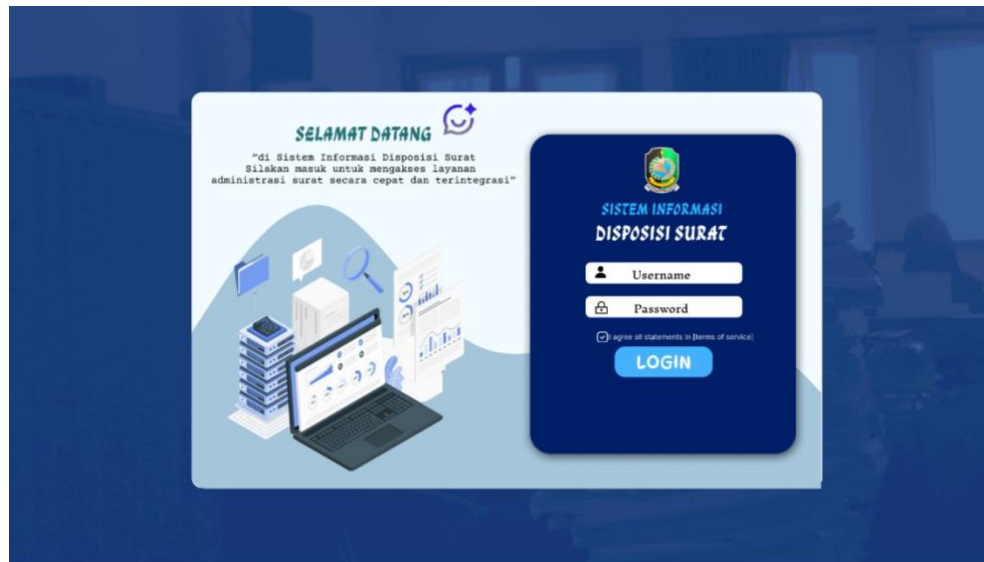 SELAMAT DATANG
"di Sistem Informasi Disposisi Surat
Silakan masuk untuk mengakses layanan
administrasi surat secara cepat dan terintegrasi"
SISTEM INFORMASI
DISPOSISI SURAT
Username
Password
I agree all statements in [terms of service]
LOGIN